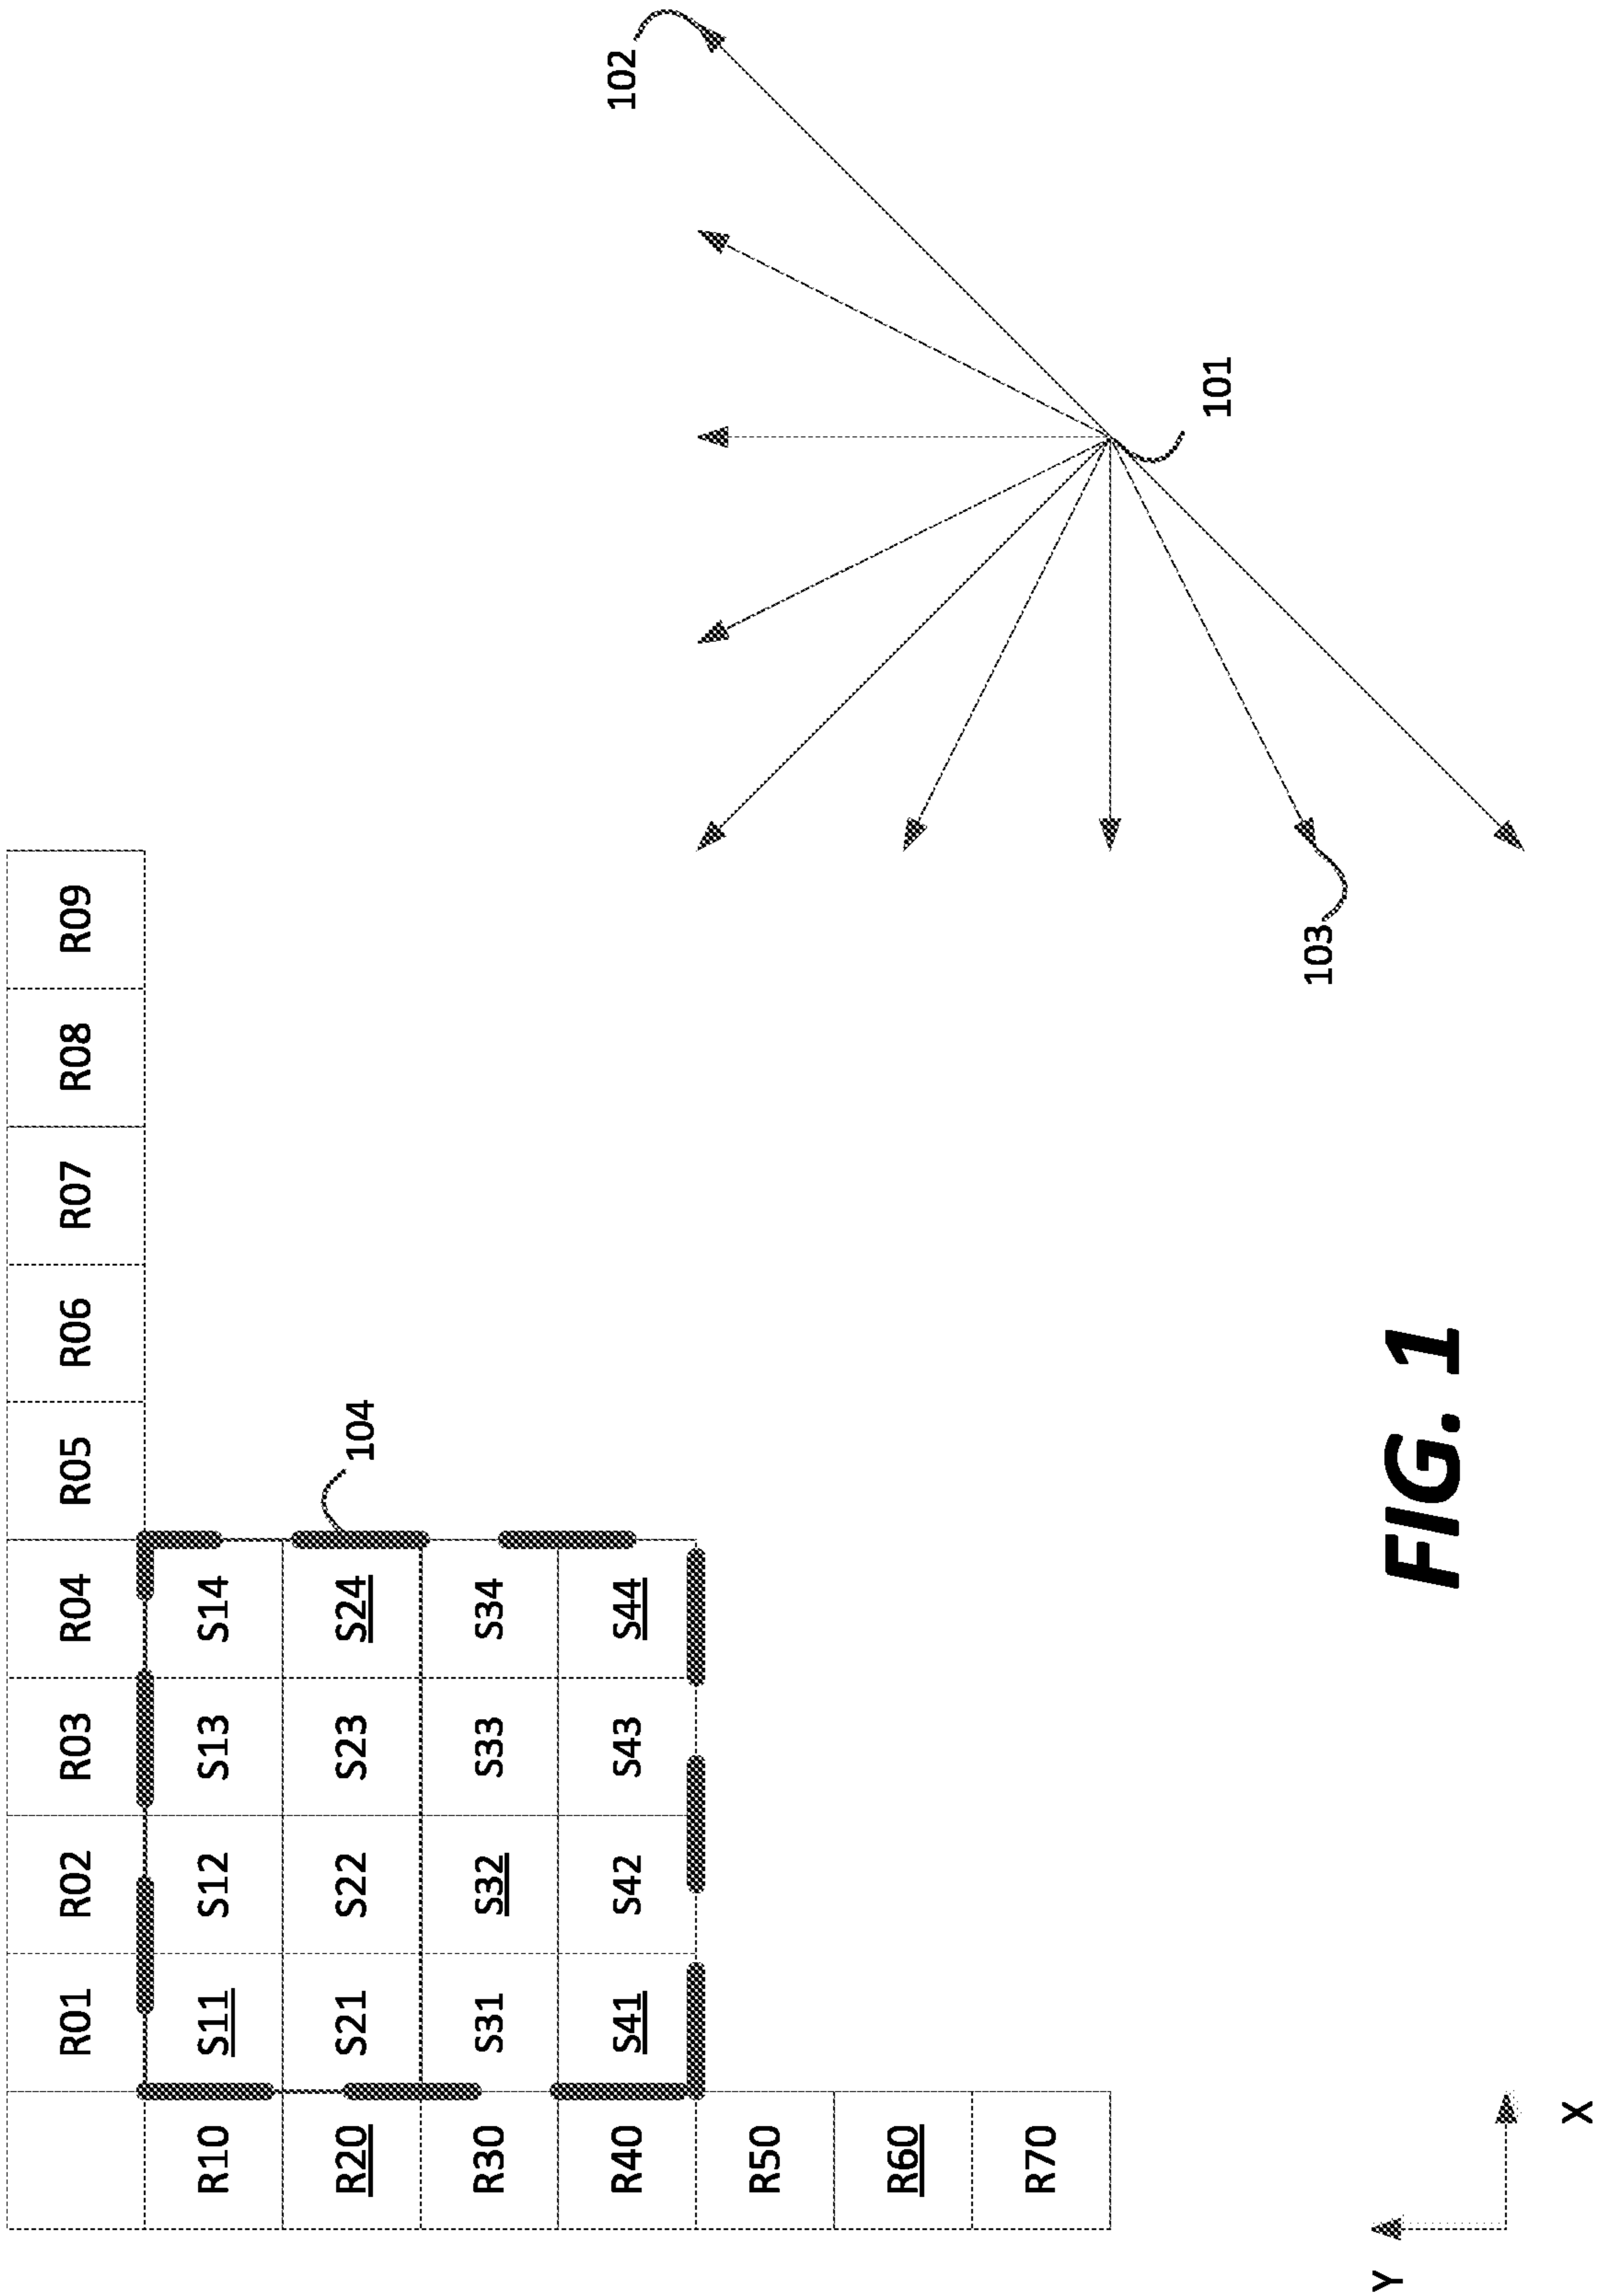 R01 R02 R03 R04 R05 R06 R07 R08 R09
R10 S11 S12 S13 S14
R20 S21 S22 S23 S24
104
R30 S31 S32 S33 S34
R40 S41 S42 S43 S44
102
R50
R60
R70
101
103
Y
X
FIG. 1